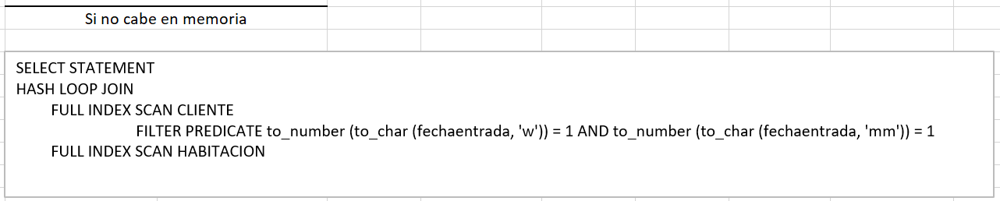 Si no cabe en memoria
SELECT STATEMENT
HASH LOOP JOIN
FULL INDEX SCAN CLIENTE
FILTER PREDICATE to_number (to_char (fechaentrada, 'w')) = 1 AND to_number (to_char (fechaentrada, 'mm')) = 1
FULL INDEX SCAN HABITACION